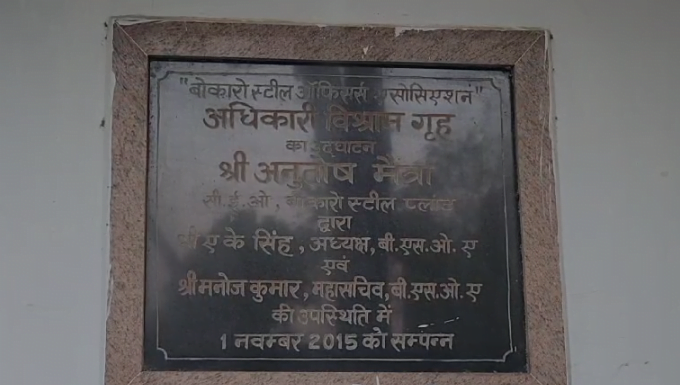 "बोकारो स्टील ऑफिसर्स एसोसिएशन"
अधिकारी विश्राम गृह
का उद्घाटन
श्री अनुतोष मैत्रा
सी.ई.ओ., बोकारो स्टील प्लांट
द्वारा
श्री ए के सिंह, अध्यक्ष, बी.एस.ओ. ए
एवं
श्री मनोज कुमार, महासचिव, बी.एस.ओ. ए
की उपस्थिति में
1 नवम्बर 2015 को सम्पन्न